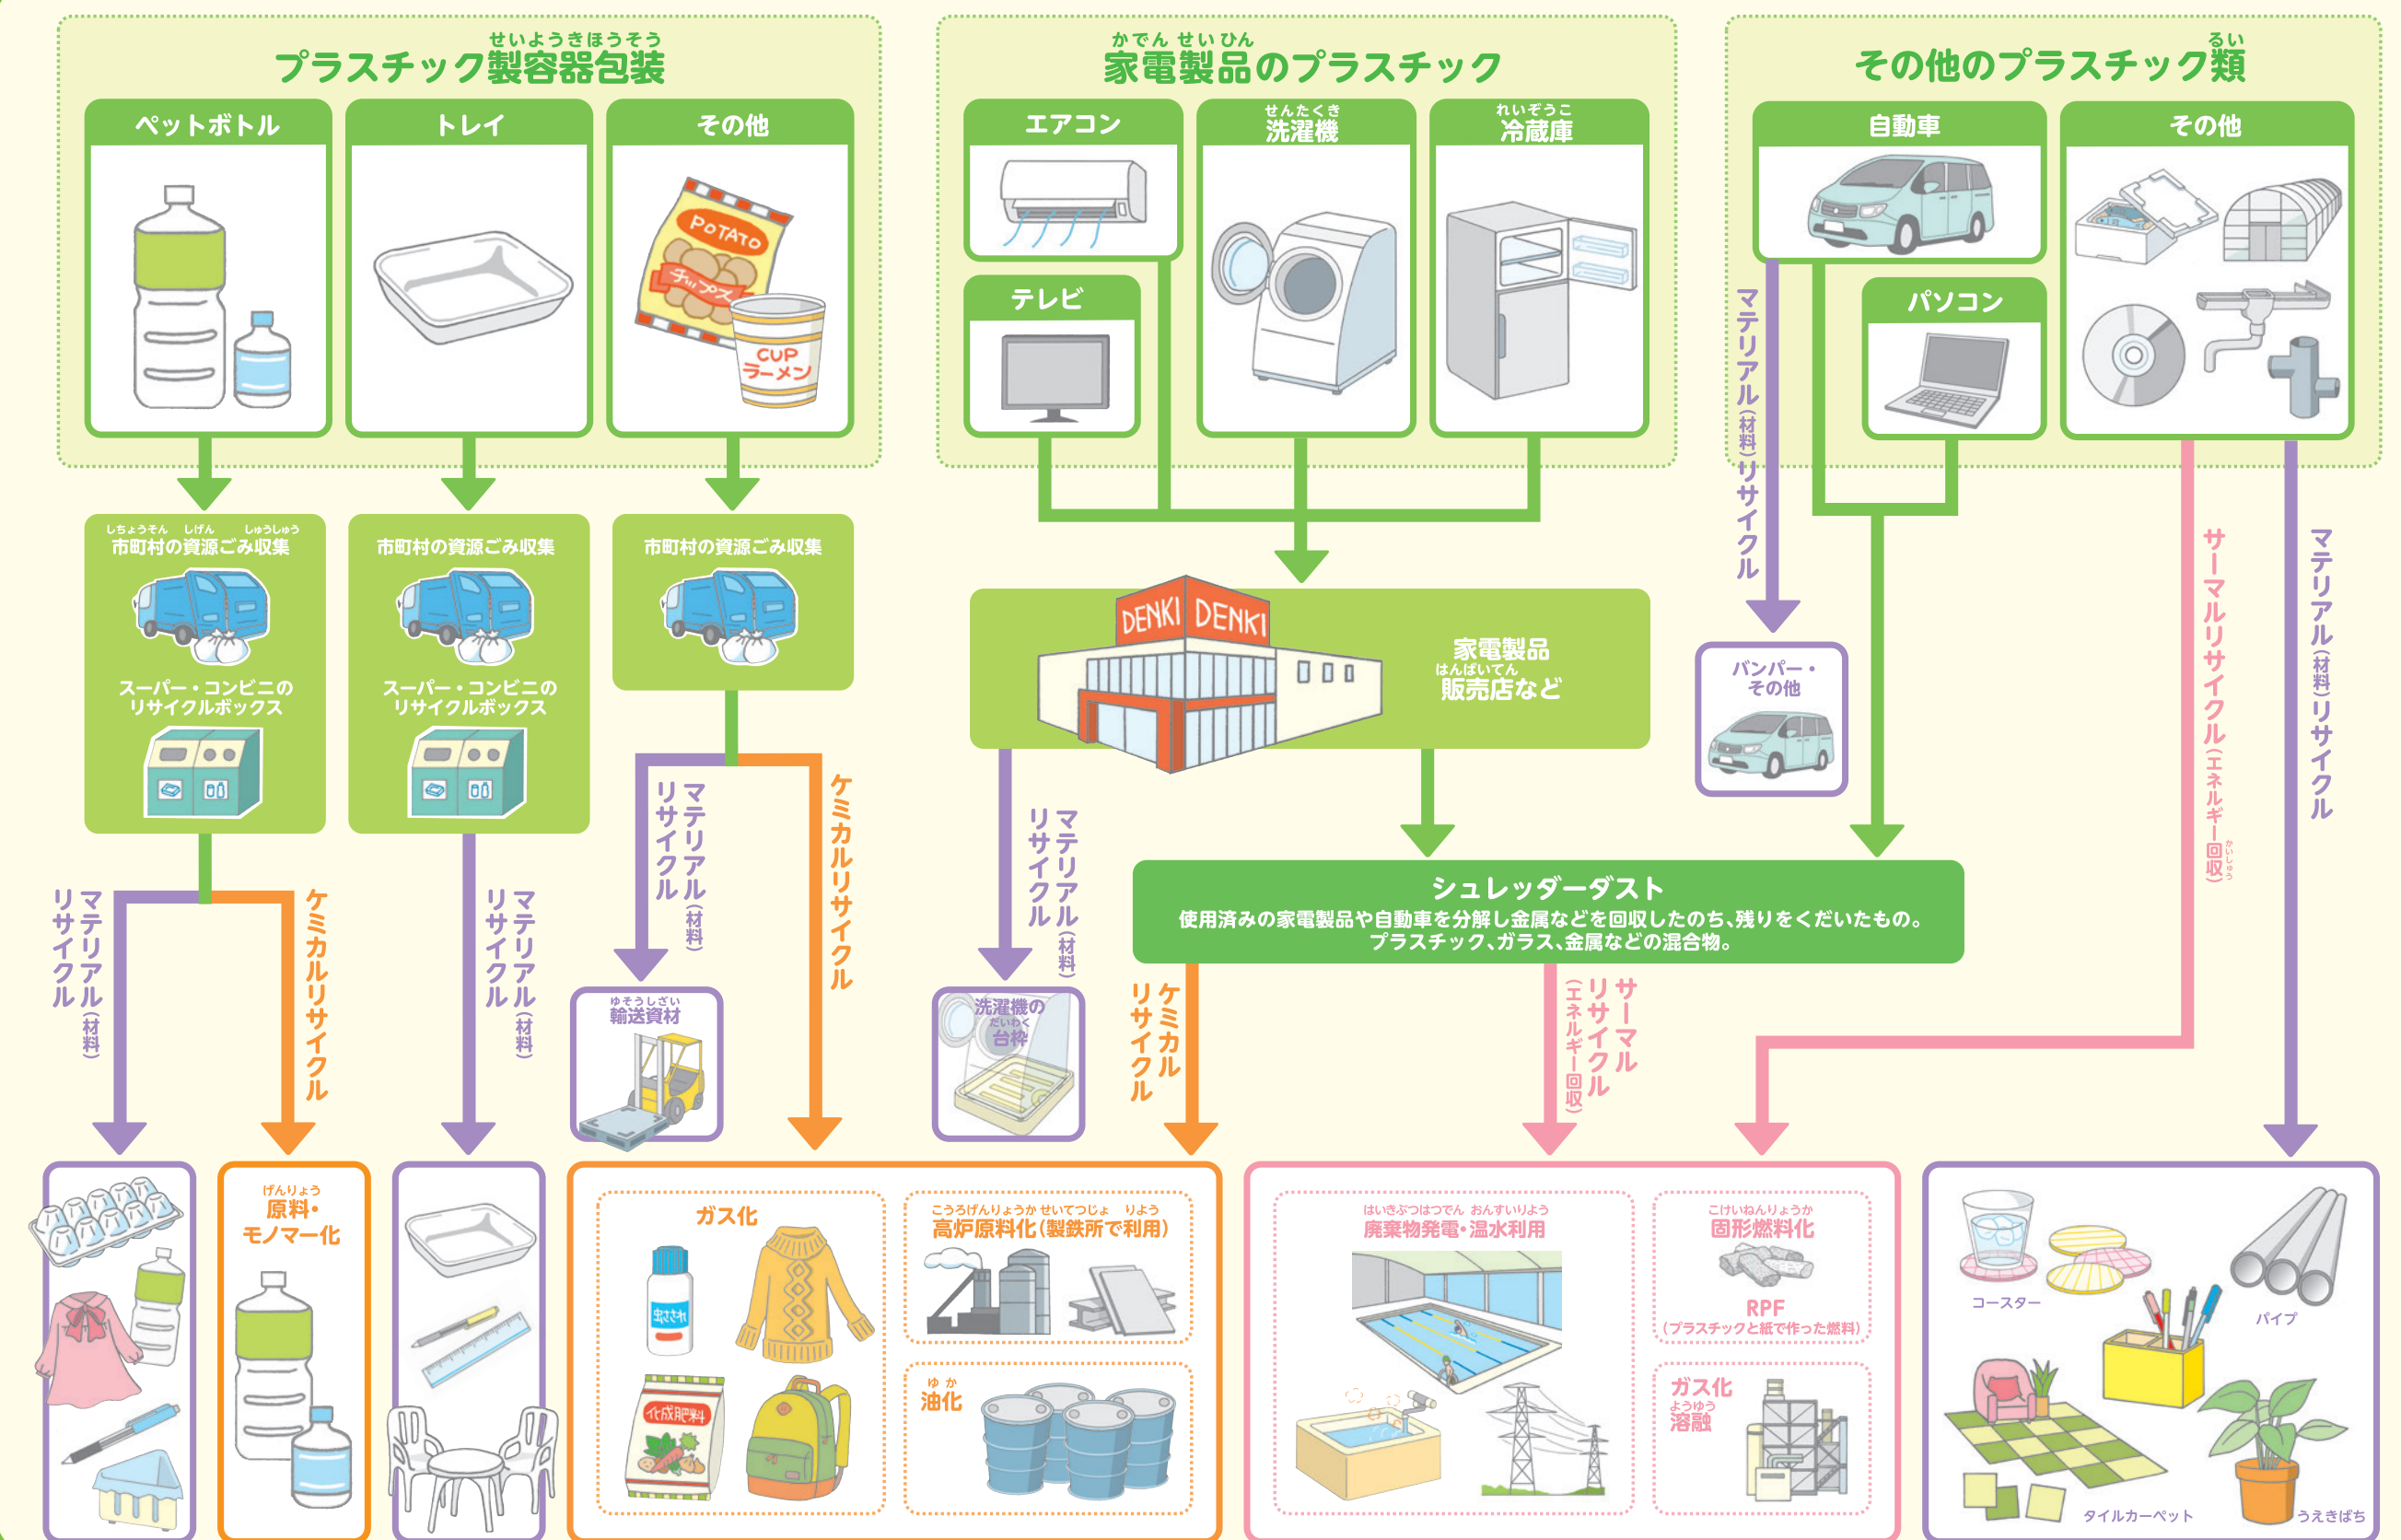 せいようきほうそう
プラスチック製容器包装
ペットボトル
トレイ
その他
POTATO
チップス
CUP
ラーメン
かでん せいひん
家電製品のプラスチック
エアコン
テレビ
せんたくき
洗濯機
れいぞうこ
冷蔵庫
るい
その他のプラスチック類
自動車
パソコン
その他
しちょうそん しげん しゅうしゅう
市町村の資源ごみ収集
スーパー・コンビニの
リサイクルボックス
市町村の資源ごみ収集
スーパー・コンビニの
リサイクルボックス
市町村の資源ごみ収集
DENKI DENKI
家電製品
はんばいてん
販売店など
マテリアル(材料)リサイクル
バンパー・
その他
サーマルリサイクル(エネルギー回収)
かいしゅう
マテリアル(材料)リサイクル
シュレッダーダスト
使用済みの家電製品や自動車を分解し金属などを回収したのち、残りをくだいたもの。
プラスチック、ガラス、金属などの混合物。
マテリアル(材料)
リサイクル
ケミカルリサイクル
マテリアル(材料)
リサイクル
マテリアル(材料)
リサイクル
ケミカルリサイクル
ゆそうしざい
輸送資材
マテリアル(材料)
リサイクル
洗濯機の
だいわく
台枠
ケミカル
リサイクル
サーマル
リサイクル
(エネルギー回収)
げんりょう
原料・
モノマー化
ガス化
虫さされ
化成肥料
こうろげんりょうか せいてつじょ りよう
高炉原料化(製鉄所で利用)
ゆか
油化
はいきぶつはつでん おんすいりよう
廃棄物発電・温水利用
こけいねんりょうか
固形燃料化
RPF
(プラスチックと紙で作った燃料)
ガス化
ようゆう
溶融
コースター
パイプ
タイルカーペット
うえきばち